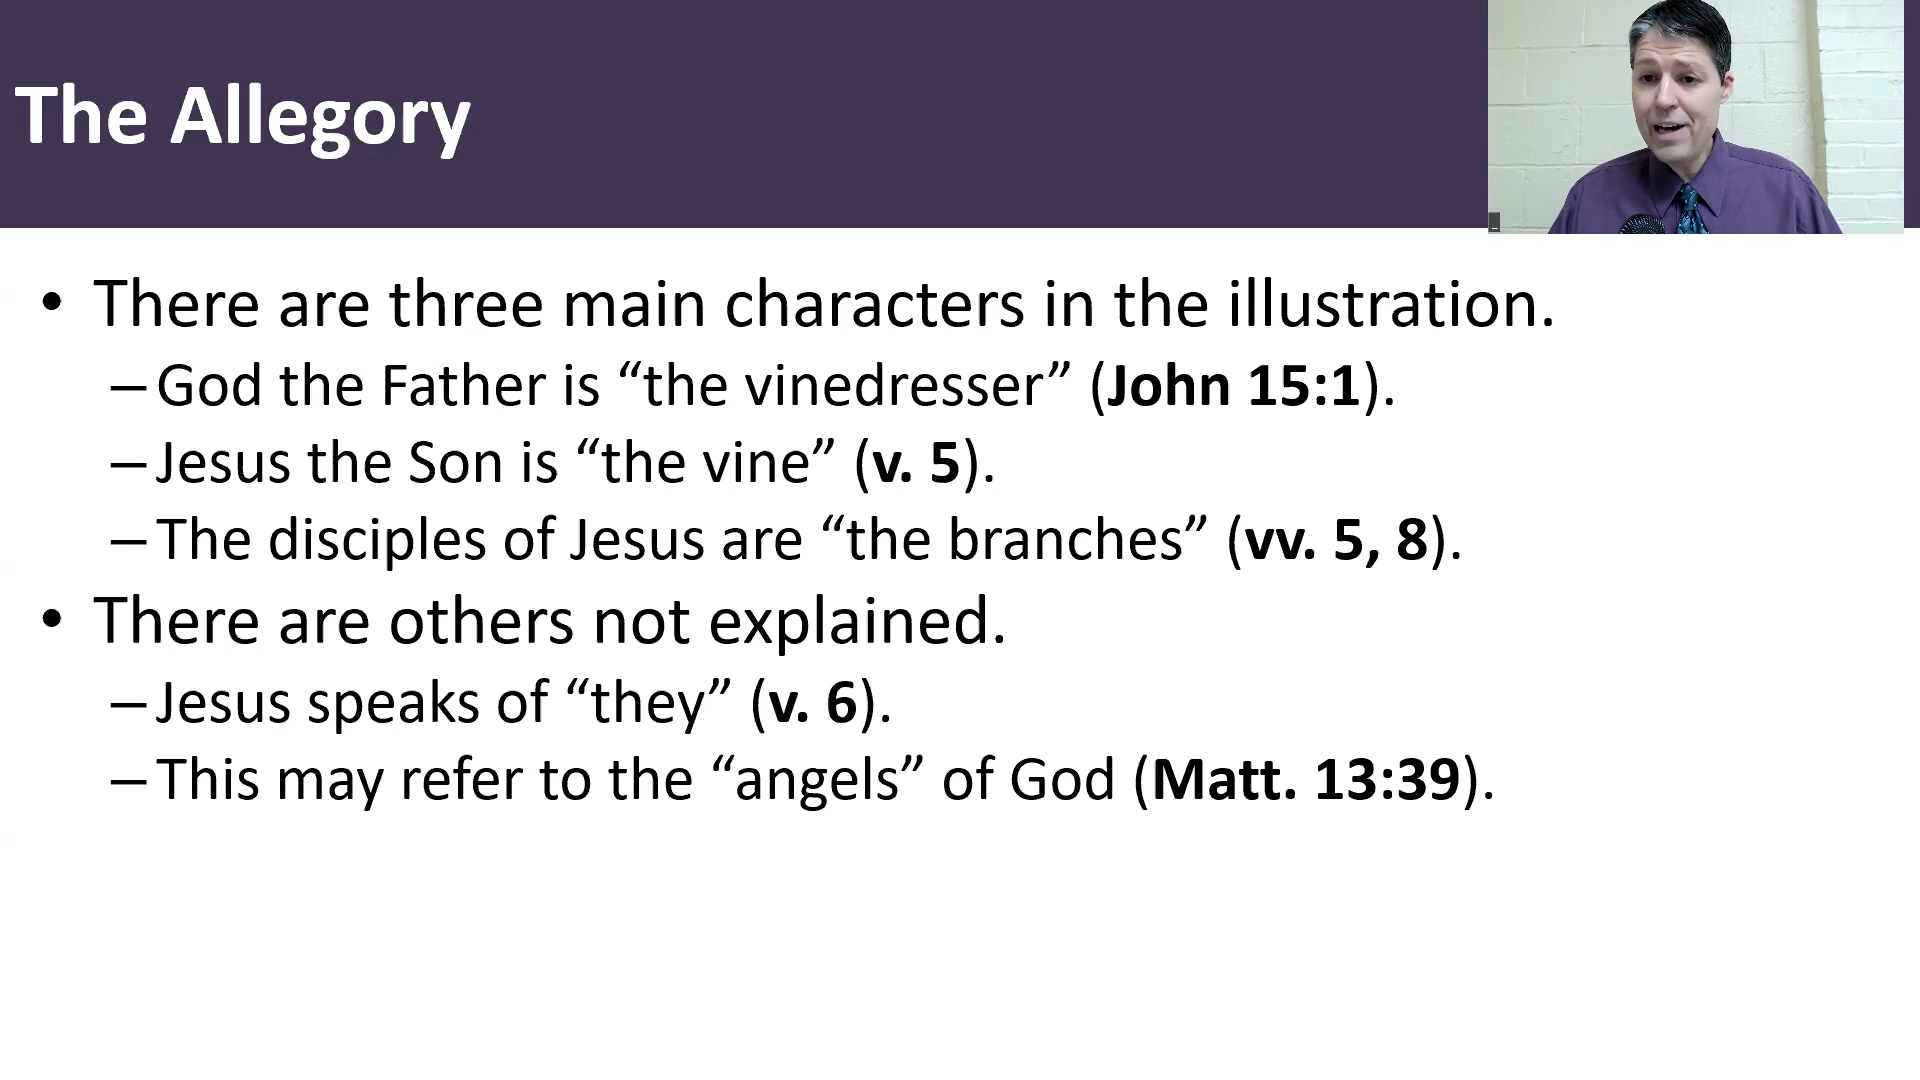 The Allegory
• There are three main characters in the illustration.
– God the Father is “the vinedresser” (John 15:1).
– Jesus the Son is “the vine” (v. 5).
– The disciples of Jesus are “the branches” (vv. 5, 8).
• There are others not explained.
– Jesus speaks of “they” (v. 6).
– This may refer to the “angels” of God (Matt. 13:39).